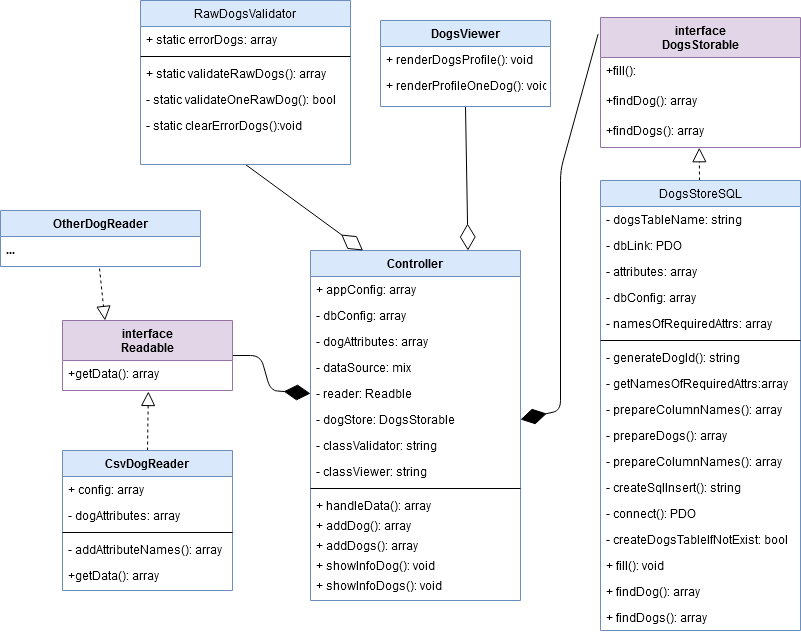 RawDogsValidator
+ static errorDogs: array
+ static validateRawDogs(): array
- static validateOneRawDog(): bool
- static clearErrorDogs():void
DogsViewer
+ renderDogsProfile(): void
+ renderProfileOneDog(): voic
interface
DogsStorable
+fill():
+findDog(): array
+findDogs(): array
OtherDogReader
...
interface
Readable
+getData(): array
CsvDogReader
+ config: array
- dogAttributes: array
- addAttributeNames(): array
+getData(): array
Controller
+ appConfig: array
- dbConfig: array
- dogAttributes: array
- dataSource: mix
- reader: Readble
- dogStore: DogsStorable
- classValidator: string
- classViewer: string
+ handleData(): array
+ addDog(): array
+ addDogs(): array
+ showInfoDog(): void
+ showInfoDogs(): void
DogsStoreSQL
- dogsTableName: string
- dbLink: PDO
- attributes: array
- dbConfig: array
- namesOfRequiredAttrs: array
- generateDogId(): string
- getNamesOfRequiredAttrs:array
- prepareColumnNames(): array
- prepareDogs(): array
- prepareColumnNames(): array
- createSqlInsert(): string
- connect(): PDO
- createDogsTableIfNotExist: bool
+ fill(): void
+ findDog(): array
+ findDogs(): array